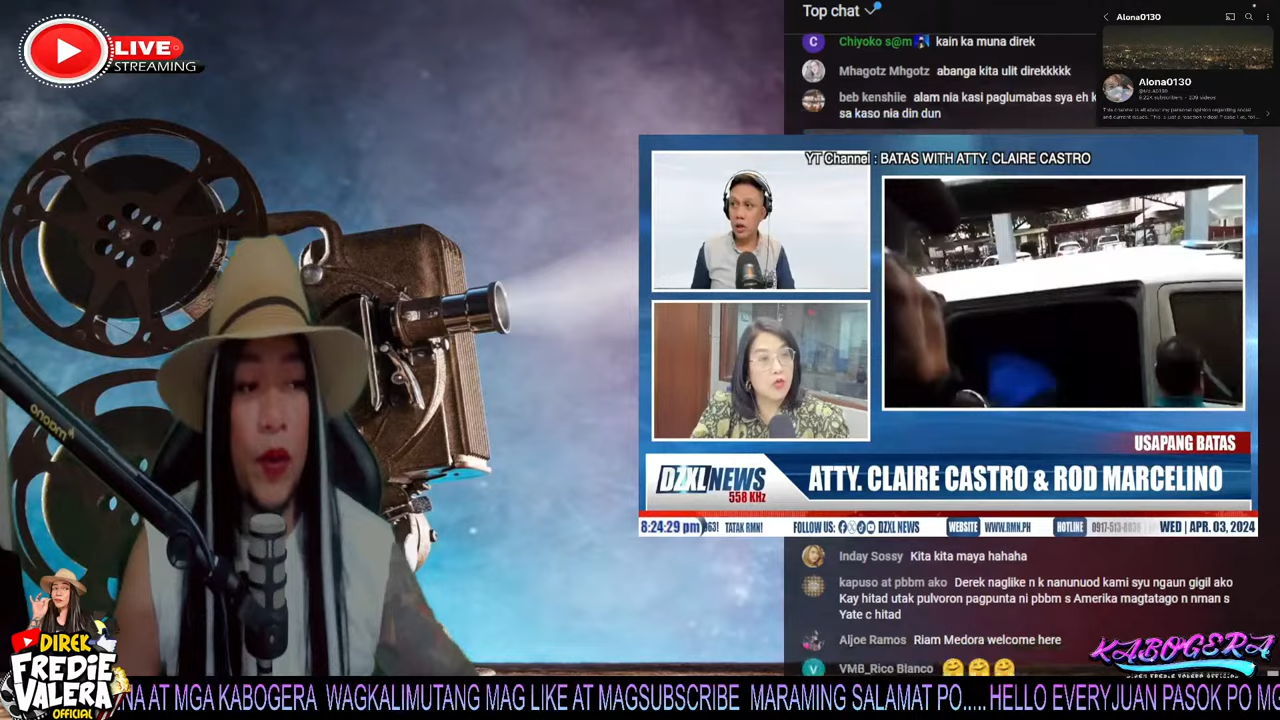 LIVE
STREAMING
maono
Top chat
Chiyoko s@m kain ka muna direk
Mhagotz Mhgotz abanga kita ulit direkkkkk
beb kenshiie alam nia kasi paglumabas sya eh k
sa kaso nia din dun
Alona0130
Alona0130
YT Channel : BATAS WITH ATTY. CLAIRE CASTRO
USAPANG BATAS
DZXL NEWS
558 KHz
ATTY. CLAIRE CASTRO & ROD MARCELINO
8:24:29 pm 963! TATAK RMN! FOLLOW US: DZXL NEWS WEBSITE WWW.RMN.PH HOTLINE 0917-513- WED | APR. 03, 2024
Inday Sossy Kita kita maya hahaha
kapuso at pbbm ako Derek naglike n k nanunuod kami syu ngaun gigil ako
Kay hitad utak pulvoron pagpunta ni pbbm s Amerika magtatago n nman s
Yate c hitad
Aljoe Ramos Riam Medora welcome here
VMB_Rico Blanco
DIREK
FREDIE
VALERA
OFFICIAL
KABOGERA
NA AT MGA KABOGERA WAGKALIMUTANG MAG LIKE AT MAGSUBSCRIBE MARAMING SALAMAT PO..... HELLO EVERYJUAN PASOK PO MG